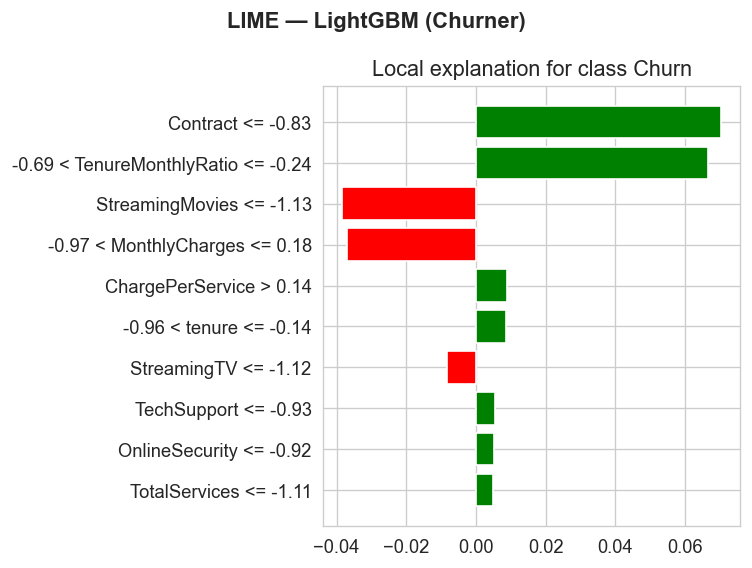 LIME — LightGBM (Churner)
Local explanation for class Churn
Contract <= -0.83
-0.69 < TenureMonthlyRatio <= -0.24
StreamingMovies <= -1.13
-0.97 < MonthlyCharges <= 0.18
ChargePerService > 0.14
-0.96 < tenure <= -0.14
StreamingTV <= -1.12
TechSupport <= -0.93
OnlineSecurity <= -0.92
TotalServices <= -1.11
−0.04 −0.02 0.00 0.02 0.04 0.06